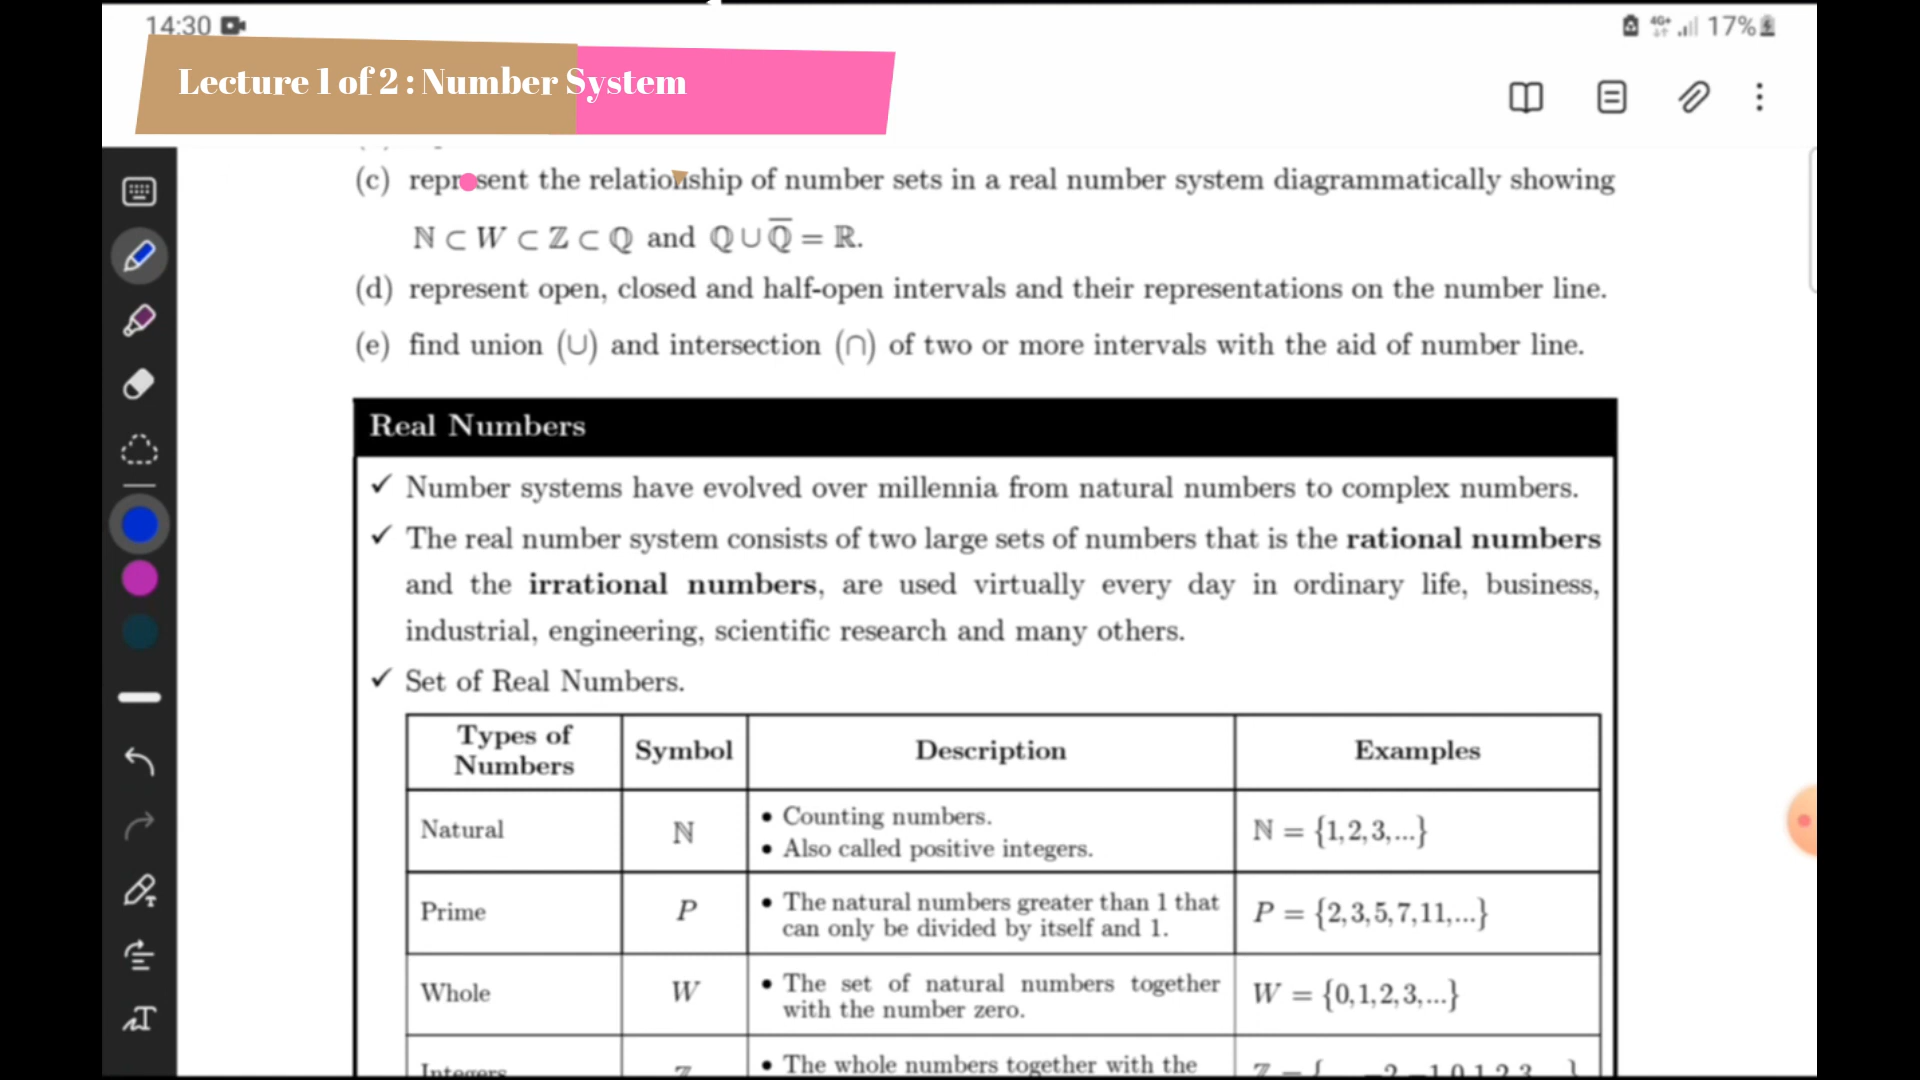 14:30
4G+
17%
Lecture 1 of 2 : Number System
(c) represent the relationship of number sets in a real number system diagrammatically showing
ℕ ⊂ W ⊂ ℤ ⊂ ℚ and ℚ ∪ ℚ̅ = ℝ.
(d) represent open, closed and half-open intervals and their representations on the number line.
(e) find union (∪) and intersection (∩) of two or more intervals with the aid of number line.
Real Numbers
✓ Number systems have evolved over millennia from natural numbers to complex numbers.
✓ The real number system consists of two large sets of numbers that is the rational numbers
and the irrational numbers, are used virtually every day in ordinary life, business,
industrial, engineering, scientific research and many others.
✓ Set of Real Numbers.
Types of
Numbers
Symbol
Description
Examples
Natural
ℕ
• Counting numbers.
• Also called positive integers.
ℕ = {1,2,3,...}
Prime
P
• The natural numbers greater than 1 that
can only be divided by itself and 1.
P = {2,3,5,7,11,...}
Whole
W
• The set of natural numbers together
with the number zero.
W = {0,1,2,3,...}
Integers
ℤ
• The whole numbers together with the